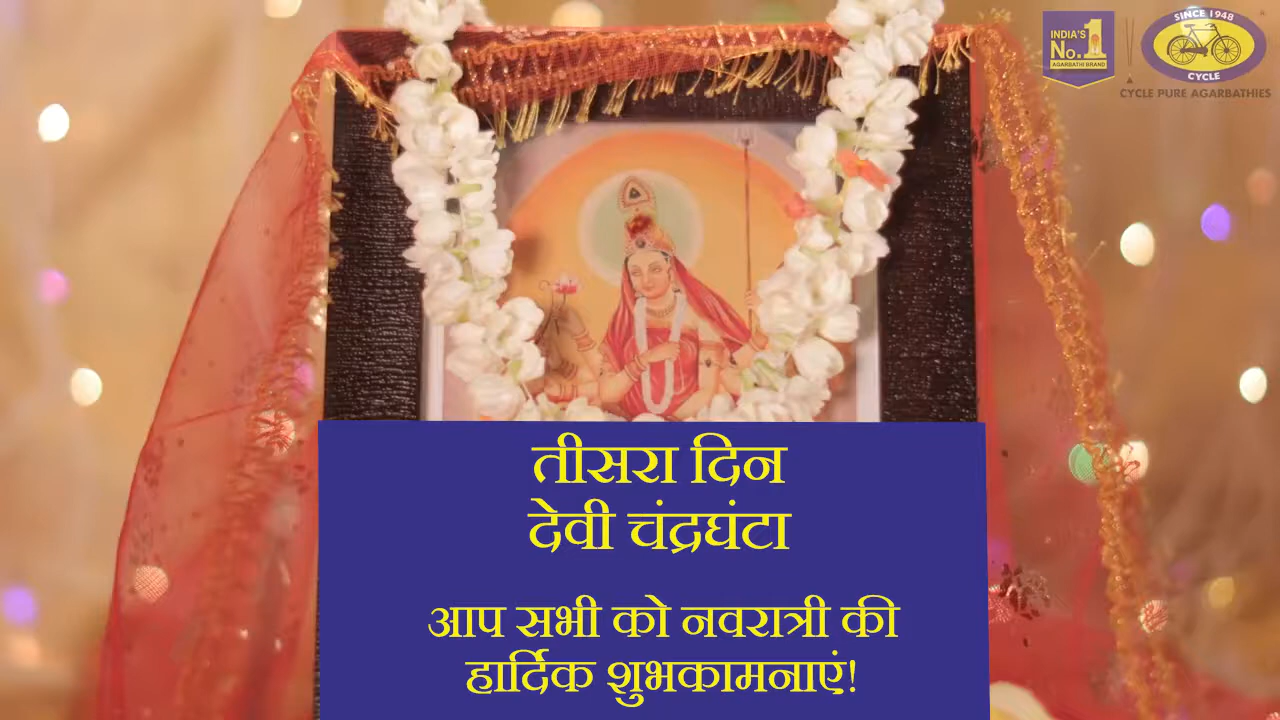 INDIA'S
No.1
AGARBATHI BRAND
SINCE 1948
CYCLE
CYCLE PURE AGARBATHIES
तीसरा दिन
देवी चंद्रघंटा
आप सभी को नवरात्री की
हार्दिक शुभकामनाएं!